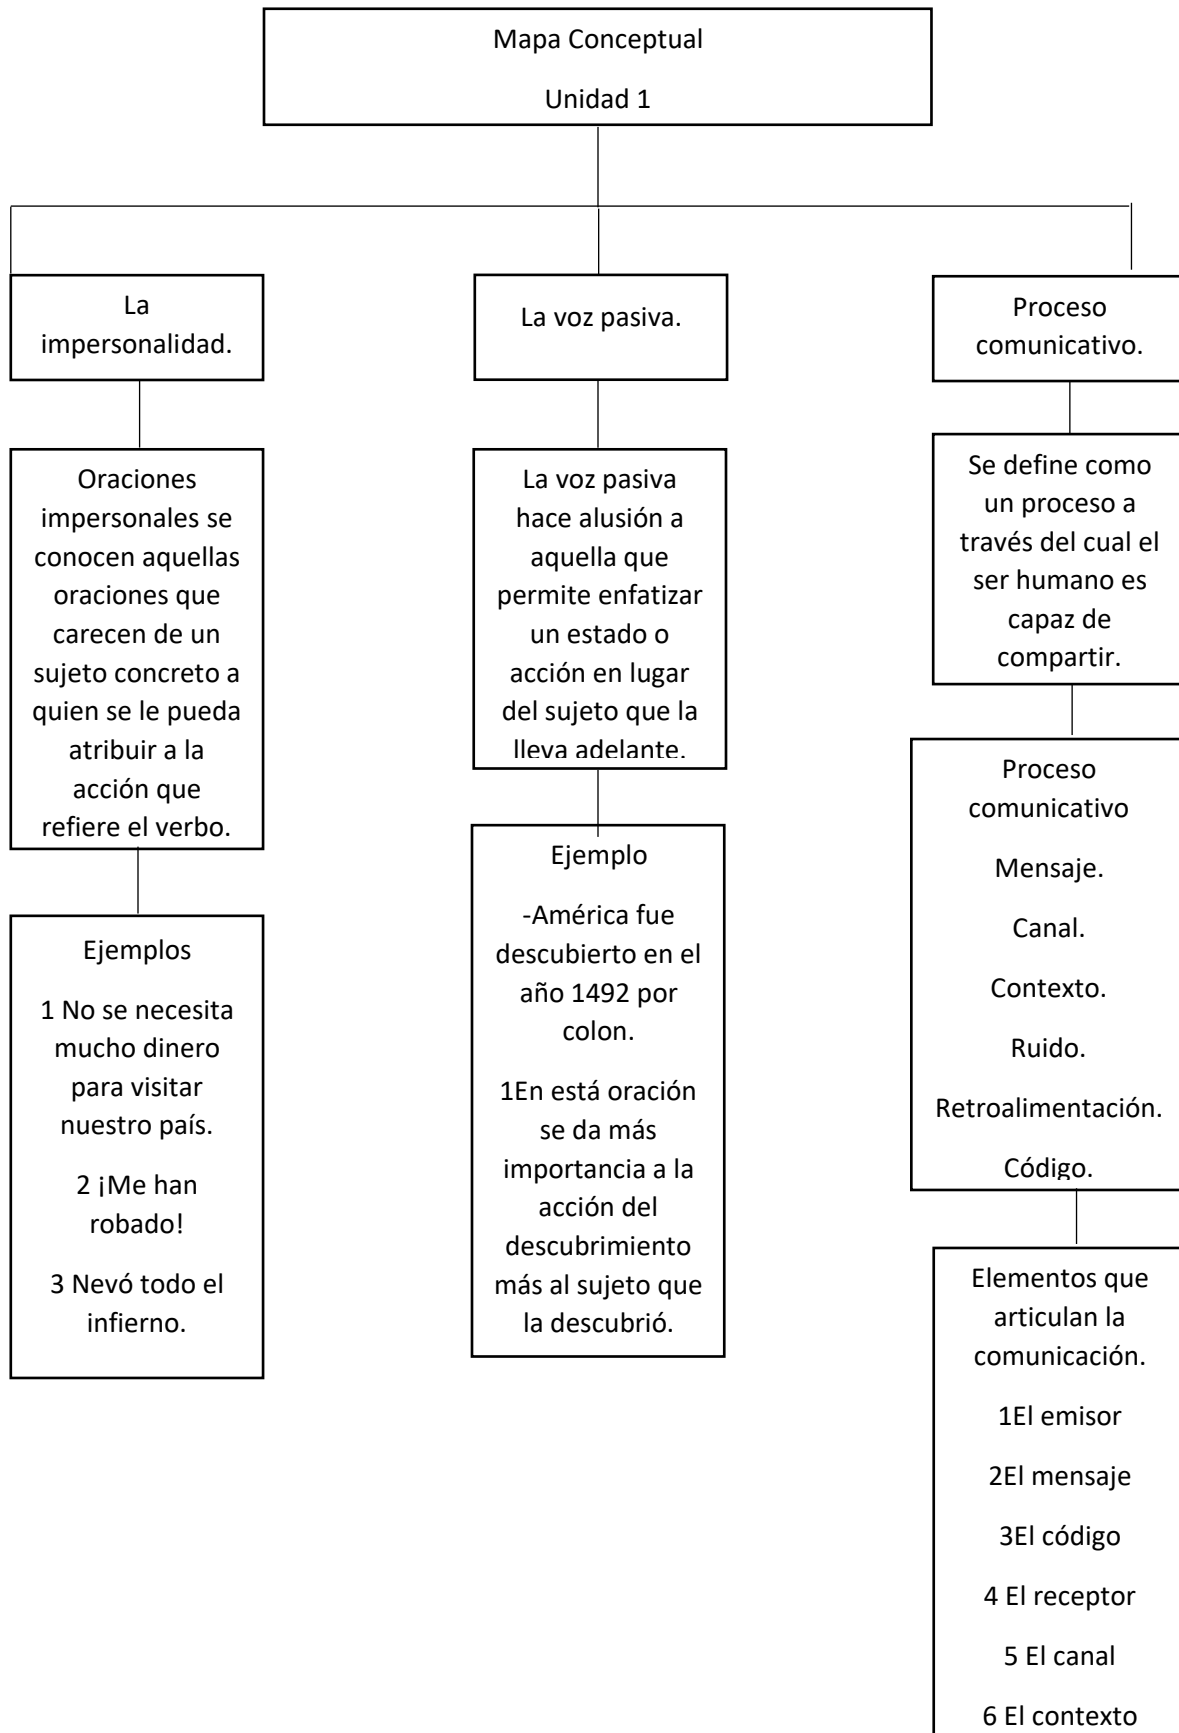 Mapa Conceptual
Unidad 1
La
impersonalidad.
Oraciones
impersonales se
conocen aquellas
oraciones que
carecen de un
sujeto concreto a
quien se le pueda
atribuir a la
acción que
refiere el verbo.
Ejemplos
1 No se necesita
mucho dinero
para visitar
nuestro país.
2 ¡Me han
robado!
3 Nevó todo el
infierno.
La voz pasiva.
La voz pasiva
hace alusión a
aquella que
permite enfatizar
un estado o
acción en lugar
del sujeto que la
lleva adelante.
Ejemplo
-América fue
descubierto en el
año 1492 por
colon.
1En está oración
se da más
importancia a la
acción del
descubrimiento
más al sujeto que
la descubrió.
Proceso
comunicativo.
Se define como
un proceso a
través del cual el
ser humano es
capaz de
compartir.
Proceso
comunicativo
Mensaje.
Canal.
Contexto.
Ruido.
Retroalimentación.
Código.
Elementos que
articulan la
comunicación.
1El emisor
2El mensaje
3El código
4 El receptor
5 El canal
6 El contexto